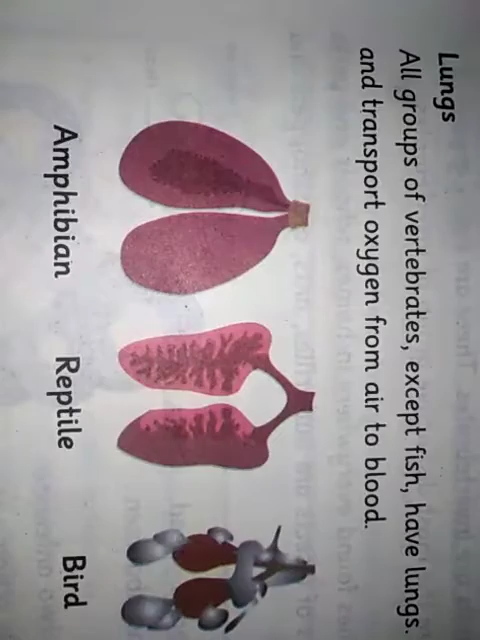 Lungs
All groups of vertebrates, except fish, have lungs.
and transport oxygen from air to blood.
Amphibian
Reptile
Bird